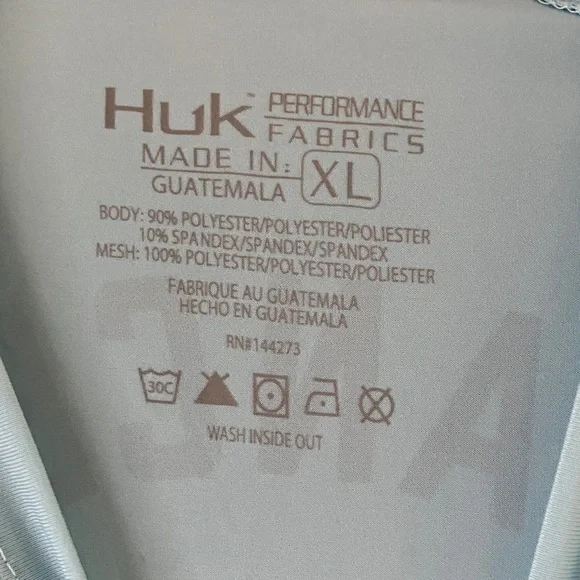 Huk™ PERFORMANCE
FABRICS
MADE IN: XL
GUATEMALA
BODY: 90% POLYESTER/POLYESTER/POLIESTER
10% SPANDEX/SPANDEX/SPANDEX
MESH: 100% POLYESTER/POLYESTER/POLIESTER
FABRIQUE AU GUATEMALA
HECHO EN GUATEMALA
RN#144273
30C
WASH INSIDE OUT